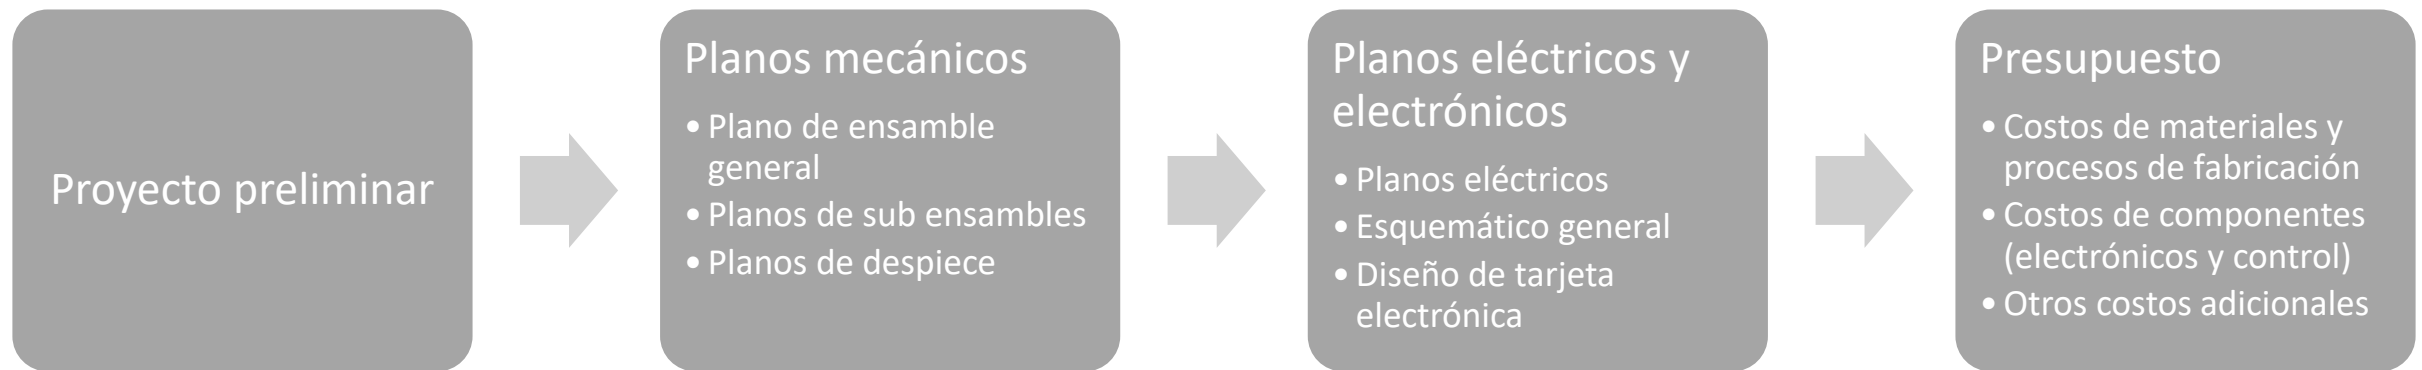 Proyecto preliminar
Planos mecánicos
• Plano de ensamble
general
• Planos de sub ensambles
• Planos de despiece
Planos eléctricos y
electrónicos
• Planos eléctricos
• Esquemático general
• Diseño de tarjeta
electrónica
Presupuesto
• Costos de materiales y
procesos de fabricación
• Costos de componentes
(electrónicos y control)
• Otros costos adicionales